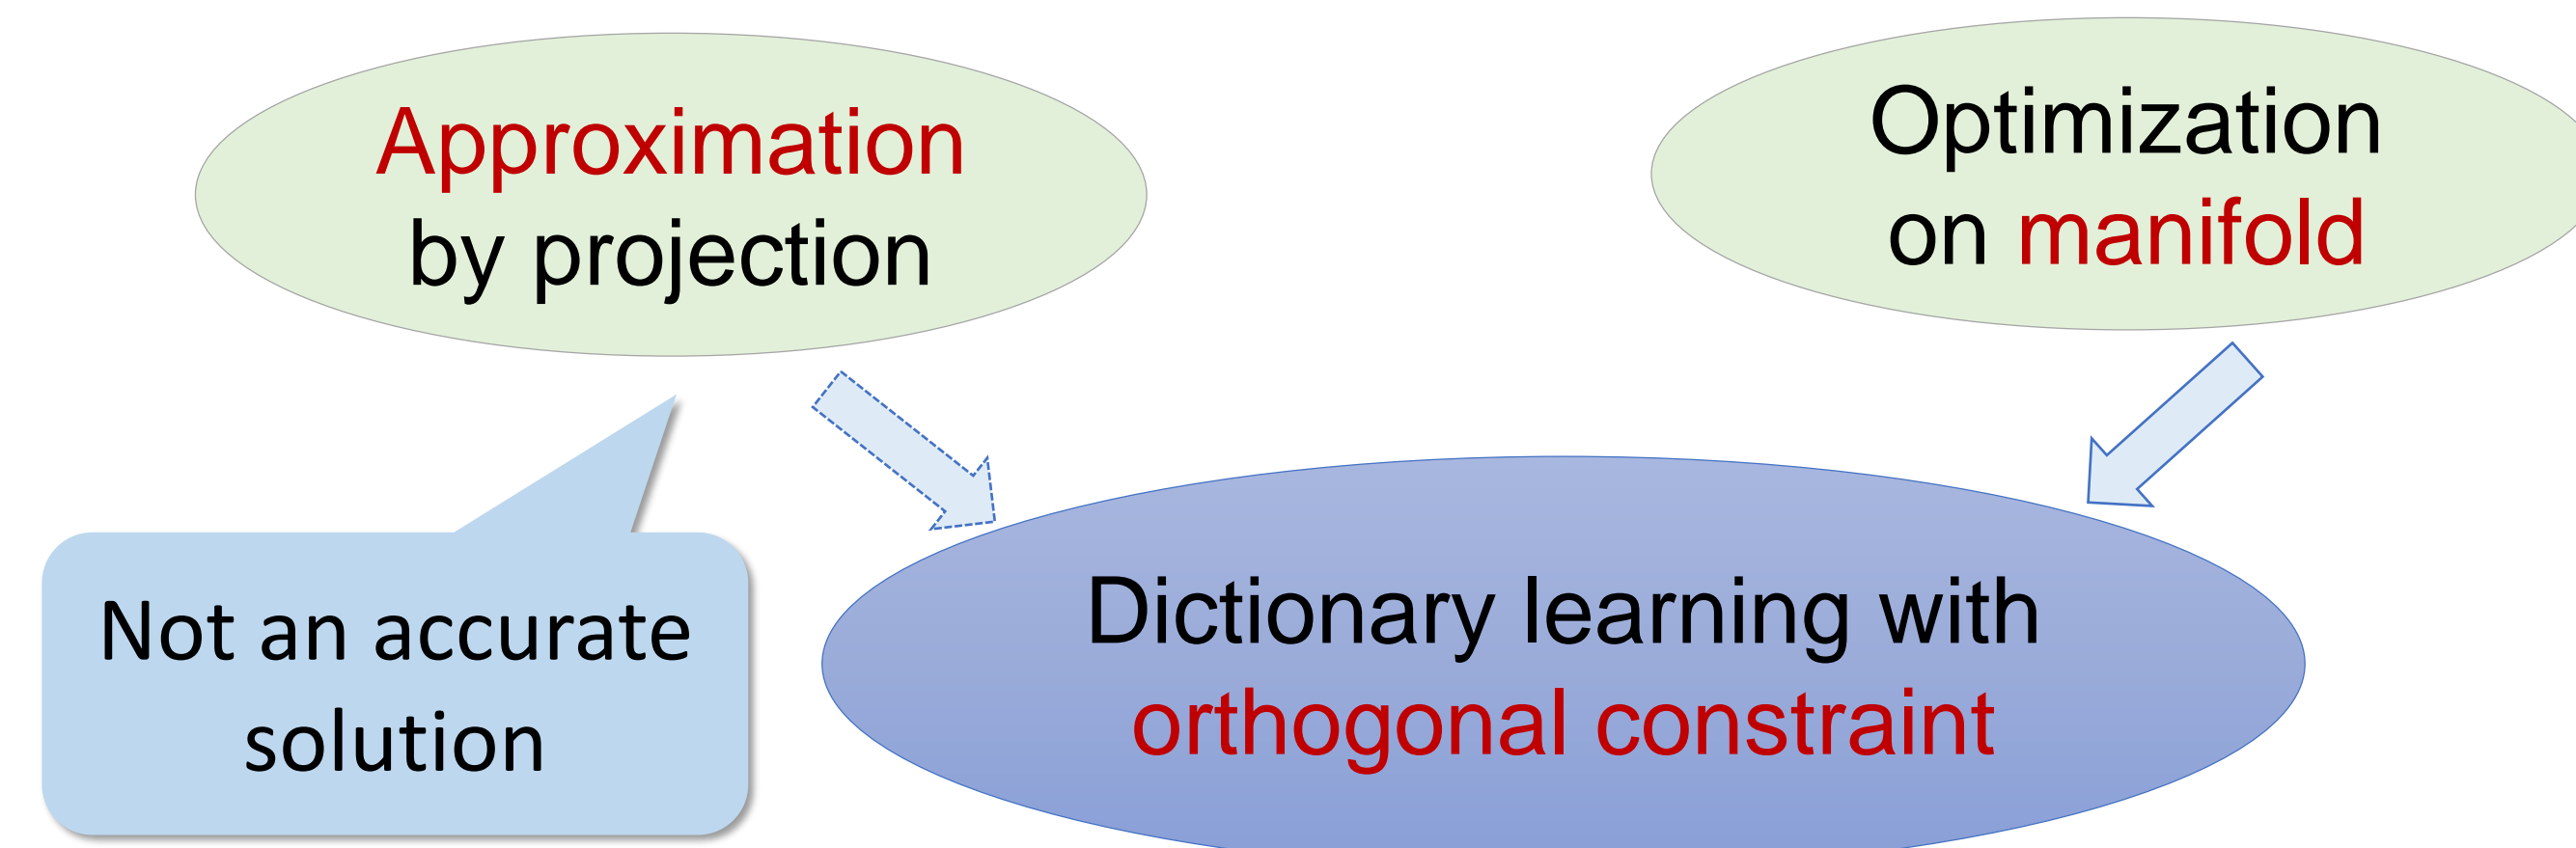 Approximation
by projection
Optimization
on manifold
Not an accurate
solution
Dictionary learning with
orthogonal constraint